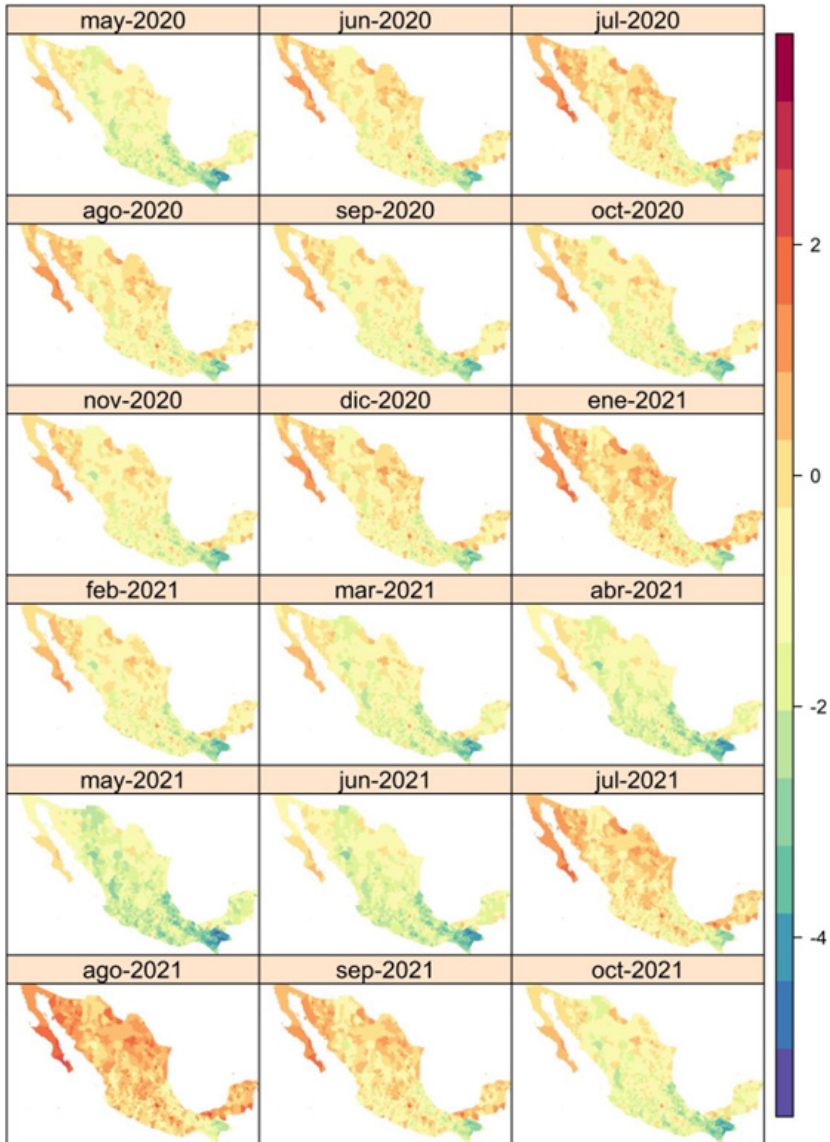 may-2020 jun-2020 jul-2020
ago-2020 sep-2020 oct-2020
2
nov-2020 dic-2020 ene-2021
0
feb-2021 mar-2021 abr-2021
-2
may-2021 jun-2021 jul-2021
-4
ago-2021 sep-2021 oct-2021